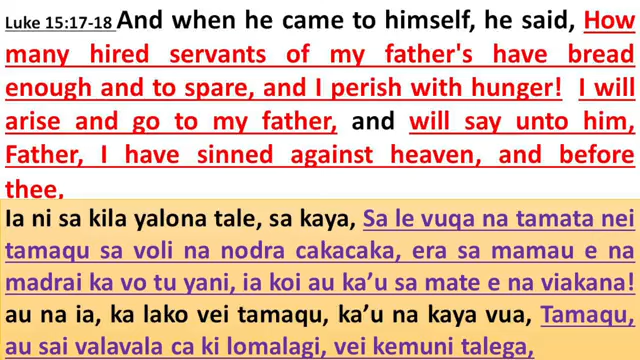 Luke 15:17-18 And when he came to himself, he said, How
many hired servants of my father's have bread
enough and to spare, and I perish with hunger! I will
arise and go to my father, and will say unto him,
Father, I have sinned against heaven, and before
thee,
Ia ni sa kila yalona tale, sa kaya, Sa le vuqa na tamata nei
tamaqu sa voli na nodra cakacaka, era sa mamau e na
madrai ka vo tu yani, ia koi au ka'u sa mate e na viakana!
au na ia, ka lako vei tamaqu, ka'u na kaya vua, Tamaqu,
au sai valavala ca ki lomalagi, vei kemuni talega,